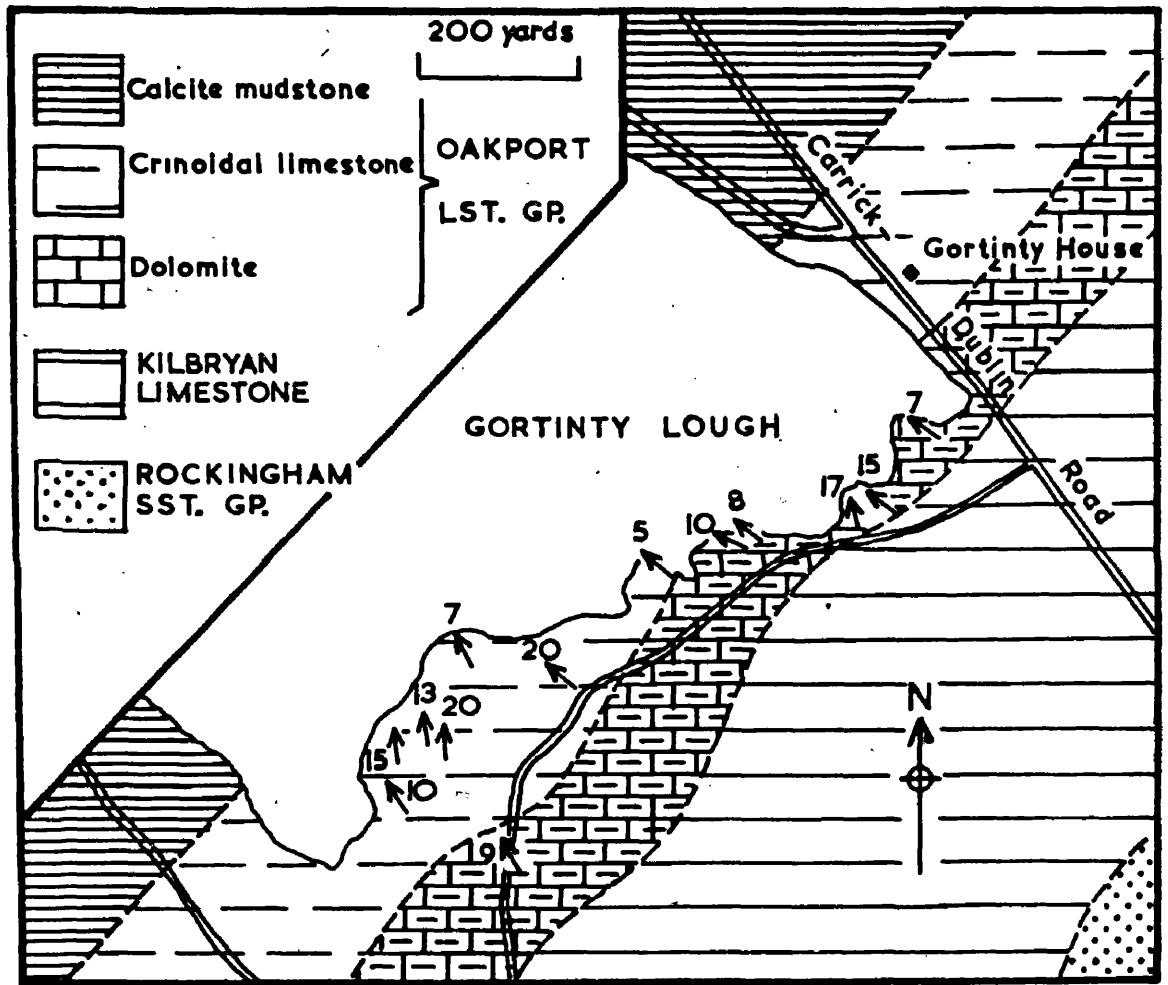 200 yards
Calcite mudstone
Crinoidal limestone
OAKPORT
LST. GP.
Dolomite
KILBRYAN
LIMESTONE
ROCKINGHAM
SST. GP.
Carrick
Gortinty House
Dublin
Road
GORTINTY LOUGH
7
15
17
8
10
5
7
20
13
20
15
10
9
N